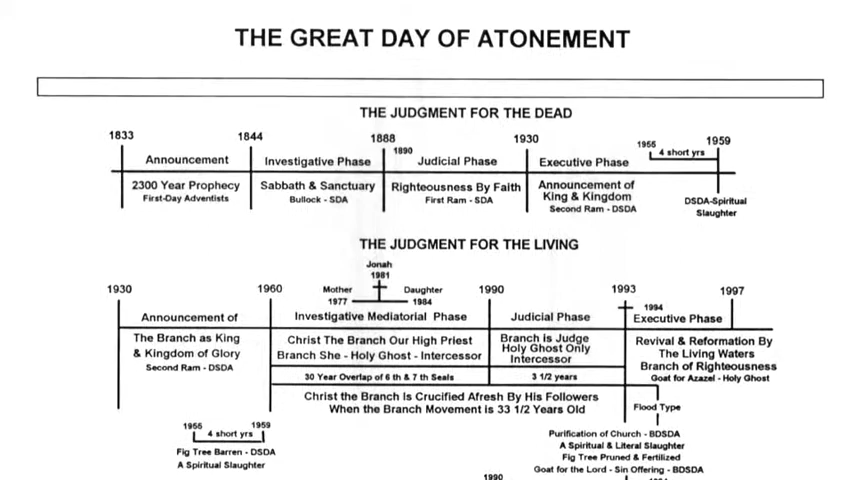 THE GREAT DAY OF ATONEMENT
THE JUDGMENT FOR THE DEAD
1833
1844
1888
1890
1930
1955
4 short yrs
1959
Announcement
Investigative Phase
Judicial Phase
Executive Phase
2300 Year Prophecy
First-Day Adventists
Sabbath & Sanctuary
Bullock - SDA
Righteousness By Faith
First Ram - SDA
Announcement of
King & Kingdom
Second Ram - DSDA
DSDA-Spiritual
Slaughter
THE JUDGMENT FOR THE LIVING
Jonah
1981
1930
1960
Mother
1977
Daughter
1984
1990
1993
1994
1997
Announcement of
Investigative Mediatorial Phase
Judicial Phase
Executive Phase
The Branch as King
& Kingdom of Glory
Second Ram - DSDA
Christ The Branch Our High Priest
Branch She - Holy Ghost - Intercessor
Branch is Judge
Holy Ghost Only
Intercessor
Revival & Reformation By
The Living Waters
Branch of Righteousness
Goat for Azazel - Holy Ghost
30 Year Overlap of 6 th & 7 th Seals
3 1/2 years
Christ the Branch Is Crucified Afresh By His Followers
When the Branch Movement is 33 1/2 Years Old
Flood Type
1955
1959
4 short yrs
Fig Tree Barren - DSDA
A Spiritual Slaughter
Purification of Church - BDSDA
A Spiritual & Literal Slaughter
Fig Tree Pruned & Fertilized
Goat for the Lord - Sin Offering - BDSDA
1990